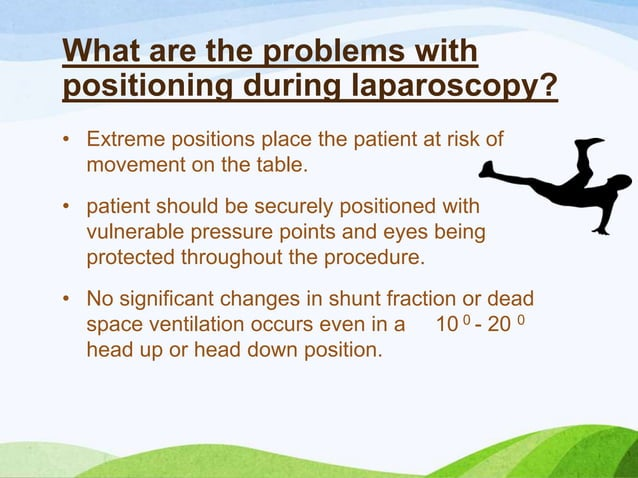 What are the problems with
positioning during laparoscopy?
• Extreme positions place the patient at risk of
movement on the table.
• patient should be securely positioned with
vulnerable pressure points and eyes being
protected throughout the procedure.
• No significant changes in shunt fraction or dead
space ventilation occurs even in a 10 ⁰ - 20 ⁰
head up or head down position.